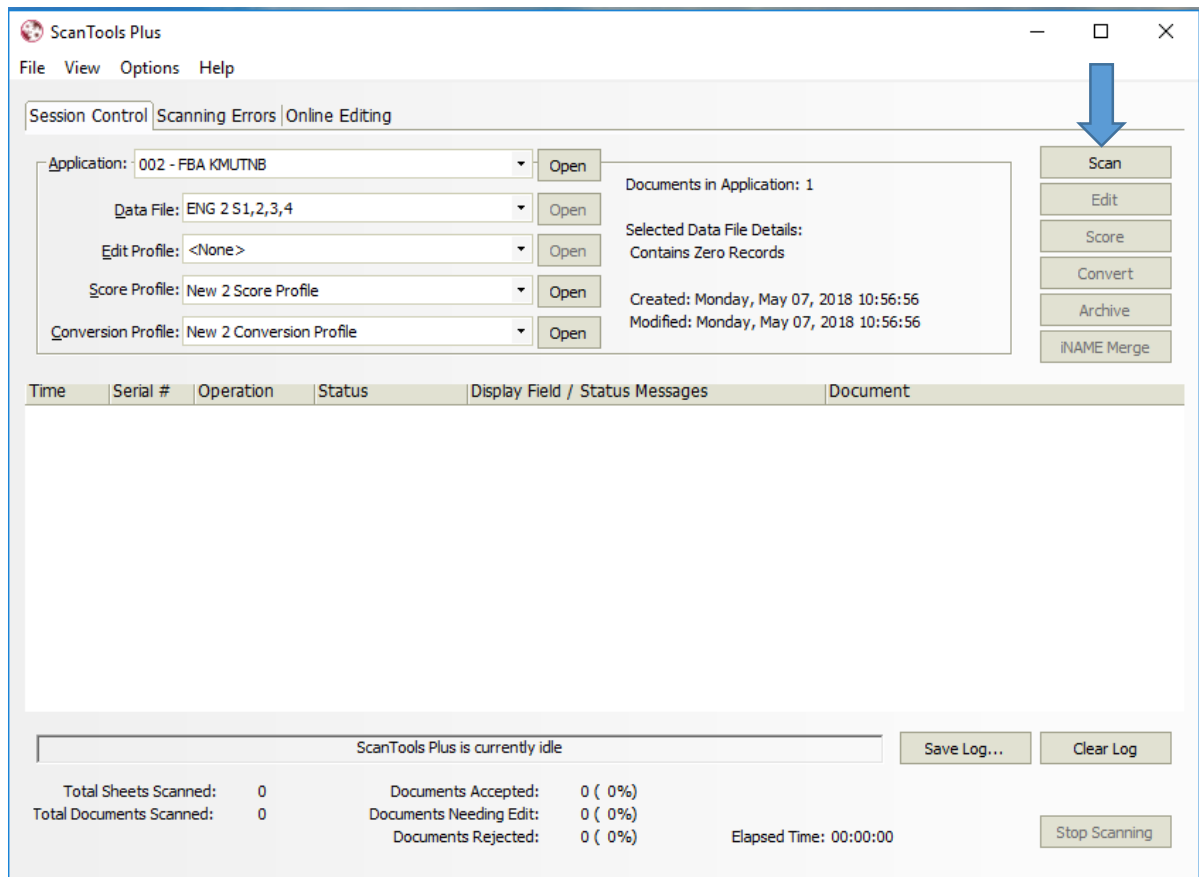 ScanTools Plus
File View Options Help
Session Control Scanning Errors Online Editing
Application: 002 - FBA KMUTNB Open
Data File: ENG 2 S1,2,3,4 Open
Edit Profile: <None> Open
Score Profile: New 2 Score Profile Open
Conversion Profile: New 2 Conversion Profile Open
Documents in Application: 1
Selected Data File Details:
Contains Zero Records
Created: Monday, May 07, 2018 10:56:56
Modified: Monday, May 07, 2018 10:56:56
Scan
Edit
Score
Convert
Archive
iNAME Merge
Time Serial # Operation Status Display Field / Status Messages Document
ScanTools Plus is currently idle Save Log... Clear Log
Total Sheets Scanned: 0 Documents Accepted: 0 ( 0%)
Total Documents Scanned: 0 Documents Needing Edit: 0 ( 0%)
Documents Rejected: 0 ( 0%) Elapsed Time: 00:00:00 Stop Scanning